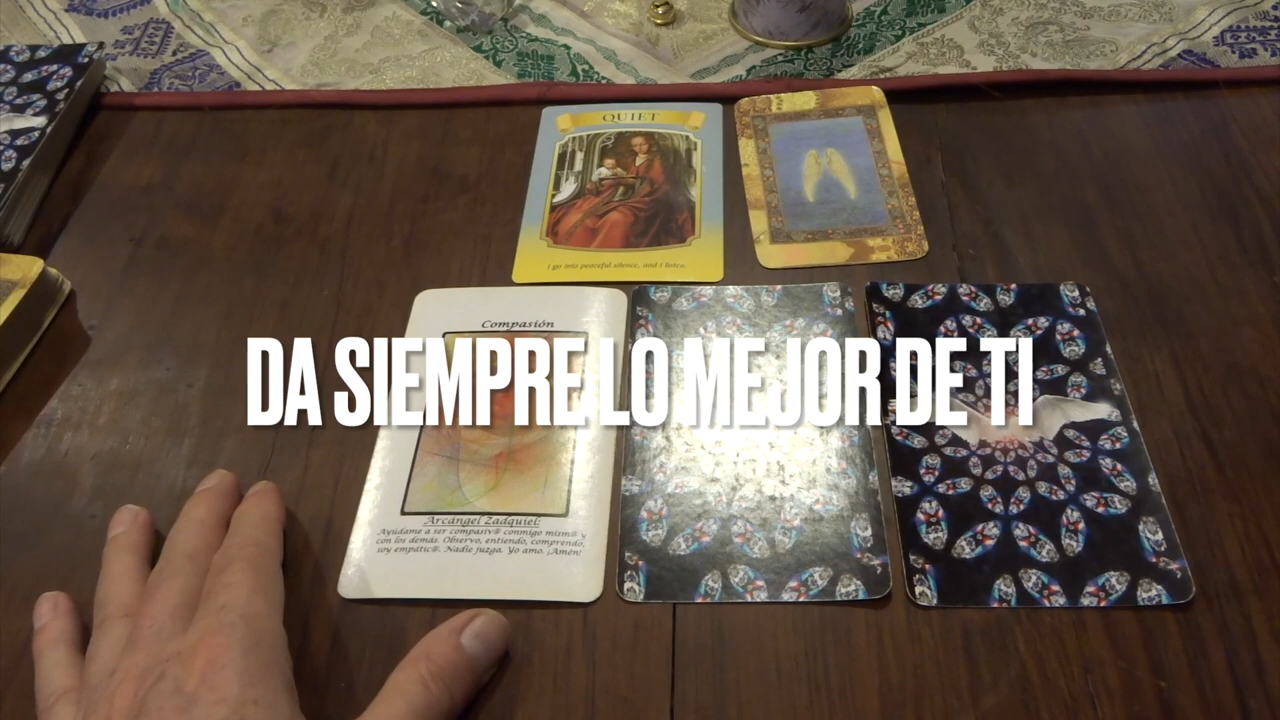 QUIET
I go into peaceful silence, and I listen.
Compasión
DA SIEMPRE LO MEJOR DE TI
Arcángel Zadquiel:
Ayúdame a ser compasiv@ conmigo mism@ y
con los demás. Observo, entiendo, comprendo,
soy empátic@. Nadie juzga. Yo amo. ¡Amén!